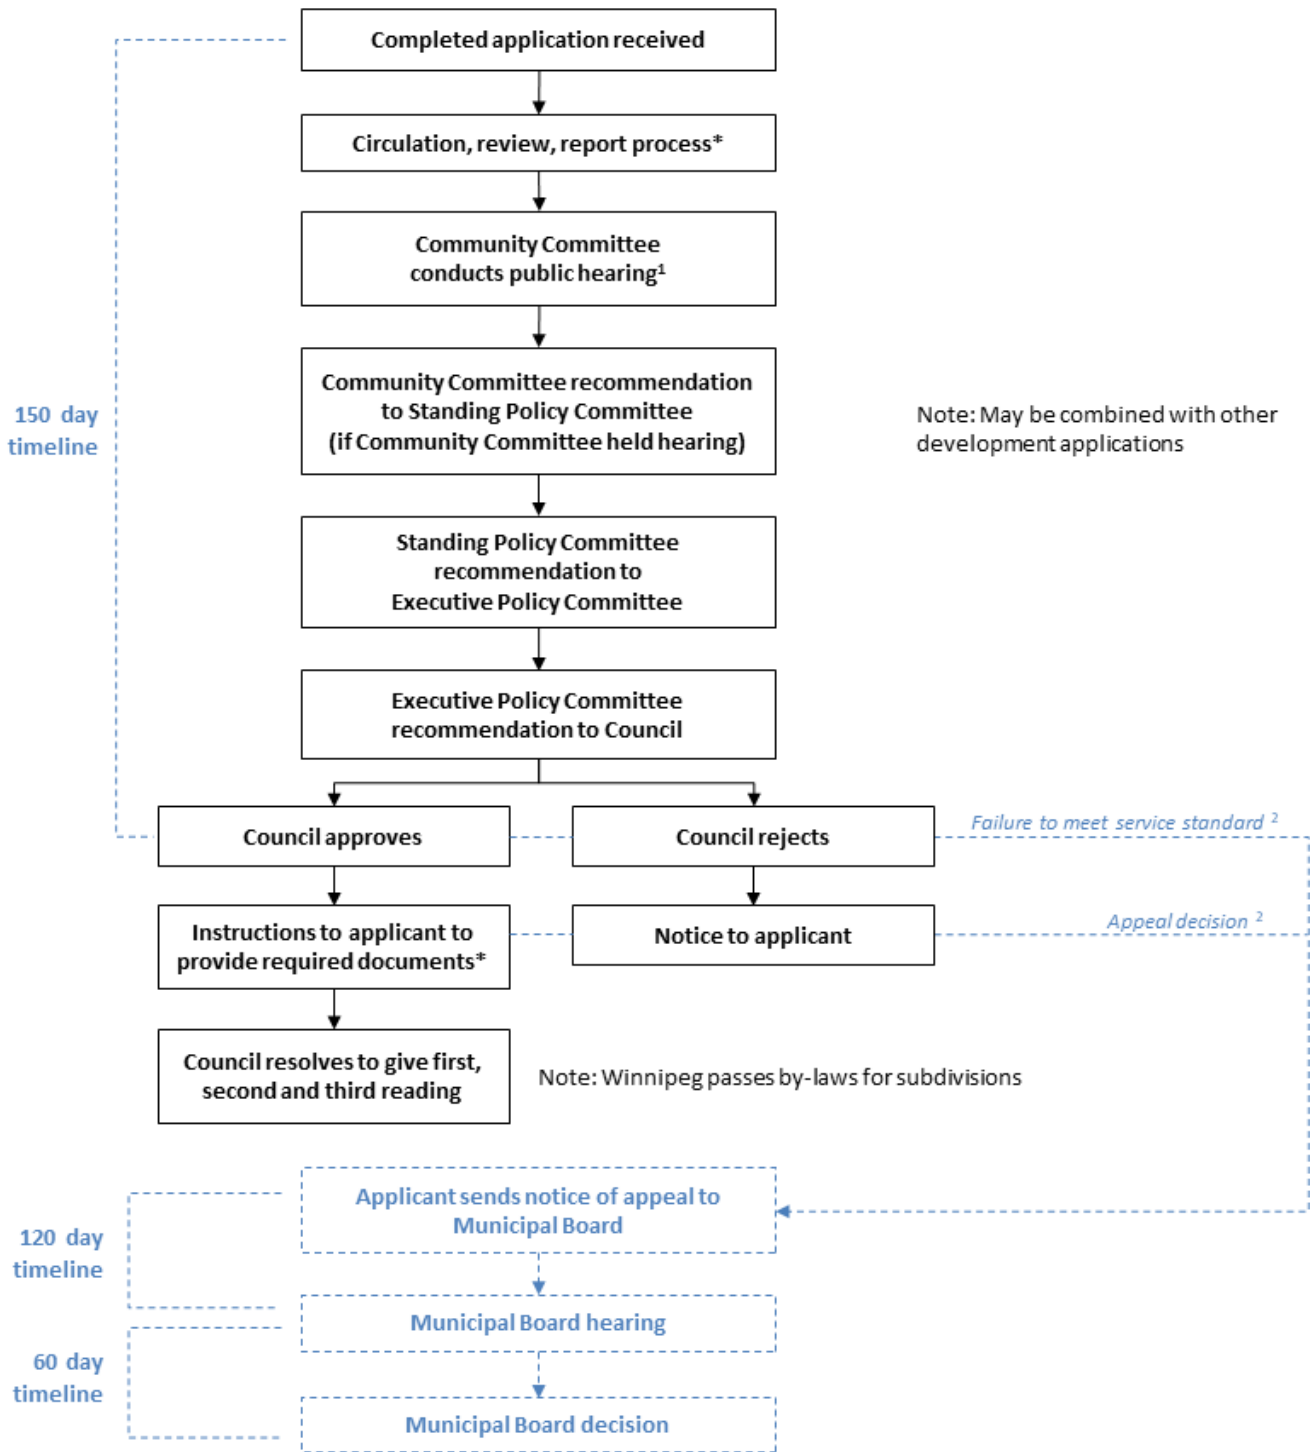 Completed application received
Circulation, review, report process*
Community Committee
conducts public hearing¹
150 day
timeline
Community Committee recommendation
to Standing Policy Committee
(if Community Committee held hearing)
Note: May be combined with other
development applications
Standing Policy Committee
recommendation to
Executive Policy Committee
Executive Policy Committee
recommendation to Council
Council approves
Council rejects
Failure to meet service standard ²
Instructions to applicant to
provide required documents*
Notice to applicant
Appeal decision ²
Council resolves to give first,
second and third reading
Note: Winnipeg passes by-laws for subdivisions
120 day
timeline
Applicant sends notice of appeal to
Municipal Board
Municipal Board hearing
60 day
timeline
Municipal Board decision